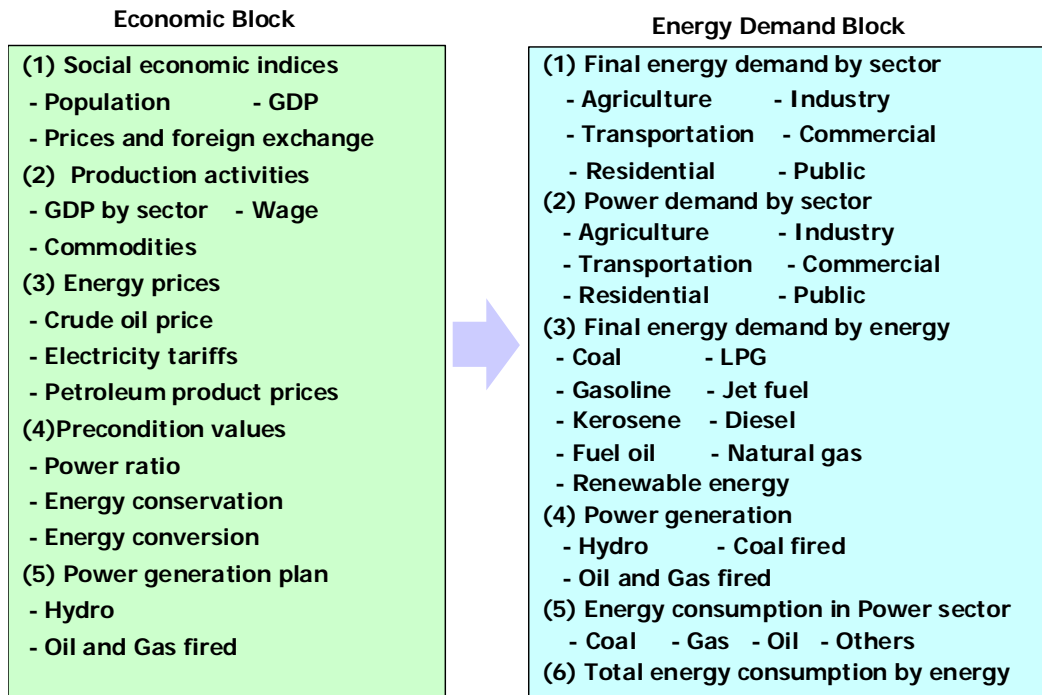 Economic Block
(1) Social economic indices
- Population - GDP
- Prices and foreign exchange
(2) Production activities
- GDP by sector - Wage
- Commodities
(3) Energy prices
- Crude oil price
- Electricity tariffs
- Petroleum product prices
(4)Precondition values
- Power ratio
- Energy conservation
- Energy conversion
(5) Power generation plan
- Hydro
- Oil and Gas fired
Energy Demand Block
(1) Final energy demand by sector
- Agriculture - Industry
- Transportation - Commercial
- Residential - Public
(2) Power demand by sector
- Agriculture - Industry
- Transportation - Commercial
- Residential - Public
(3) Final energy demand by energy
- Coal - LPG
- Gasoline - Jet fuel
- Kerosene - Diesel
- Fuel oil - Natural gas
- Renewable energy
(4) Power generation
- Hydro - Coal fired
- Oil and Gas fired
(5) Energy consumption in Power sector
- Coal - Gas - Oil - Others
(6) Total energy consumption by energy